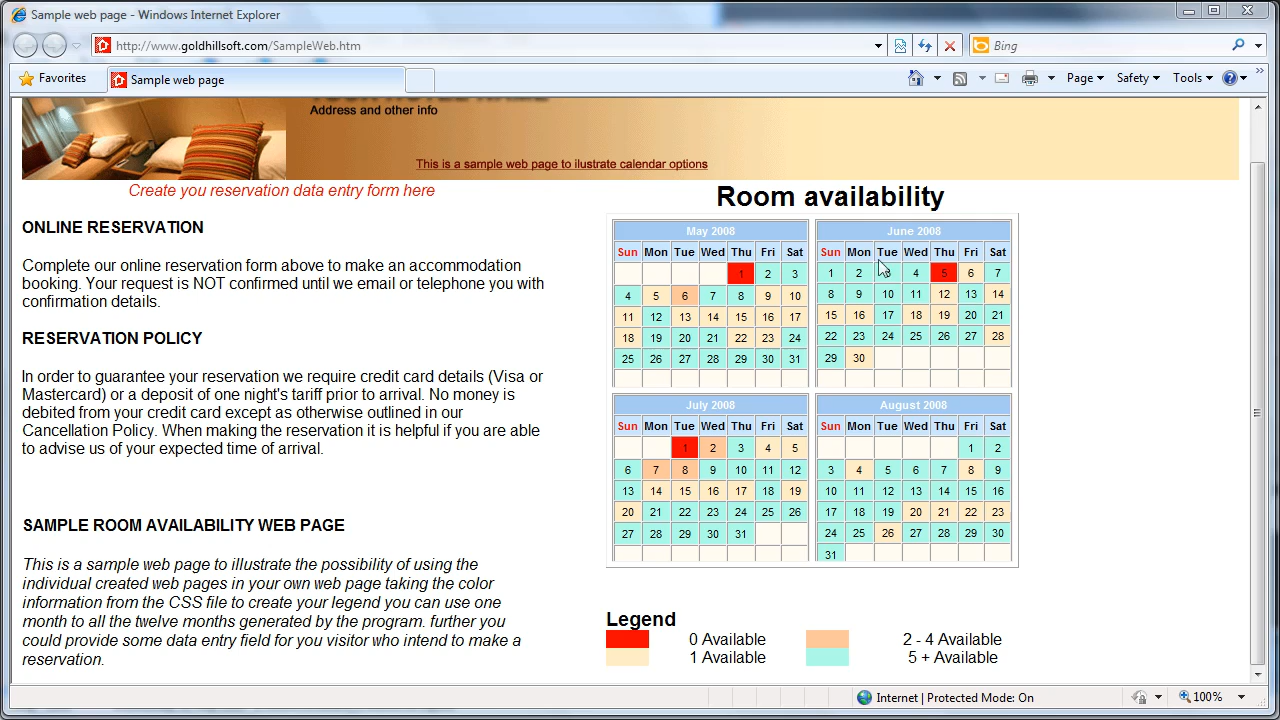 Sample web page - Windows Internet Explorer
http://www.goldhillsoft.com/SampleWeb.htm
Bing
Favorites
Sample web page
Page
Safety
Tools
Address and other info
This is a sample web page to ilustrate calendar options
Create you reservation data entry form here
ONLINE RESERVATION
Complete our online reservation form above to make an accommodation
booking. Your request is NOT confirmed until we email or telephone you with
confirmation details.
RESERVATION POLICY
In order to guarantee your reservation we require credit card details (Visa or
Mastercard) or a deposit of one night's tariff prior to arrival. No money is
debited from your credit card except as otherwise outlined in our
Cancellation Policy. When making the reservation it is helpful if you are able
to advise us of your expected time of arrival.
SAMPLE ROOM AVAILABILITY WEB PAGE
This is a sample web page to illustrate the possibility of using the
individual created web pages in your own web page taking the color
information from the CSS file to create your legend you can use one
month to all the twelve months generated by the program. further you
could provide some data entry field for you visitor who intend to make a
reservation.
Room availability
May 2008
Sun Mon Tue Wed Thu Fri Sat
1 2 3
4 5 6 7 8 9 10
11 12 13 14 15 16 17
18 19 20 21 22 23 24
25 26 27 28 29 30 31
June 2008
Sun Mon Tue Wed Thu Fri Sat
1 2 3 4 5 6 7
8 9 10 11 12 13 14
15 16 17 18 19 20 21
22 23 24 25 26 27 28
29 30
July 2008
Sun Mon Tue Wed Thu Fri Sat
1 2 3 4 5
6 7 8 9 10 11 12
13 14 15 16 17 18 19
20 21 22 23 24 25 26
27 28 29 30 31
August 2008
Sun Mon Tue Wed Thu Fri Sat
1 2
3 4 5 6 7 8 9
10 11 12 13 14 15 16
17 18 19 20 21 22 23
24 25 26 27 28 29 30
31
Legend
0 Available
2 - 4 Available
1 Available
5 + Available
Internet | Protected Mode: On
100%